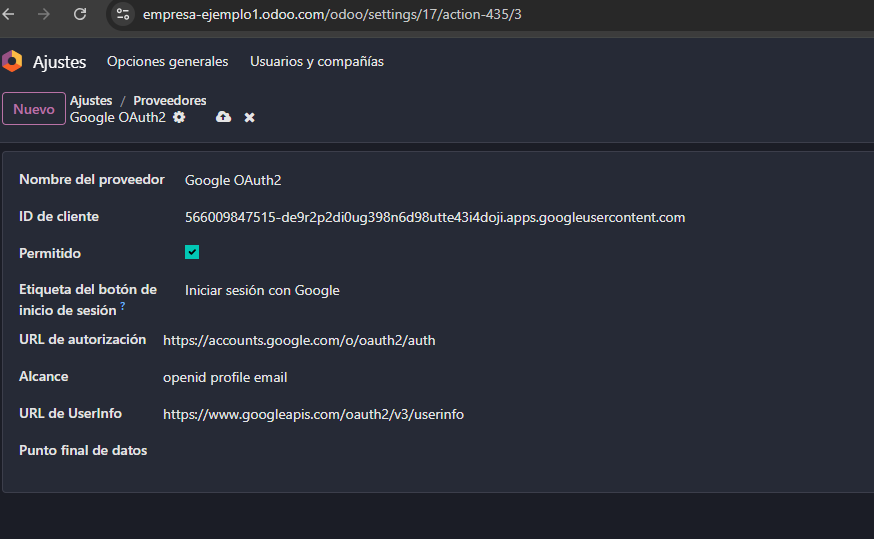 empresa-ejemplo1.odoo.com/odoo/settings/17/action-435/3
Ajustes Opciones generales Usuarios y compañías
Nuevo Ajustes / Proveedores
Google OAuth2
Nombre del proveedor Google OAuth2
ID de cliente 566009847515-de9r2p2di0ug398n6d98utte43i4doji.apps.googleusercontent.com
Permitido
Etiqueta del botón de Iniciar sesión con Google
inicio de sesión ?
URL de autorización https://accounts.google.com/o/oauth2/auth
Alcance openid profile email
URL de UserInfo https://www.googleapis.com/oauth2/v3/userinfo
Punto final de datos